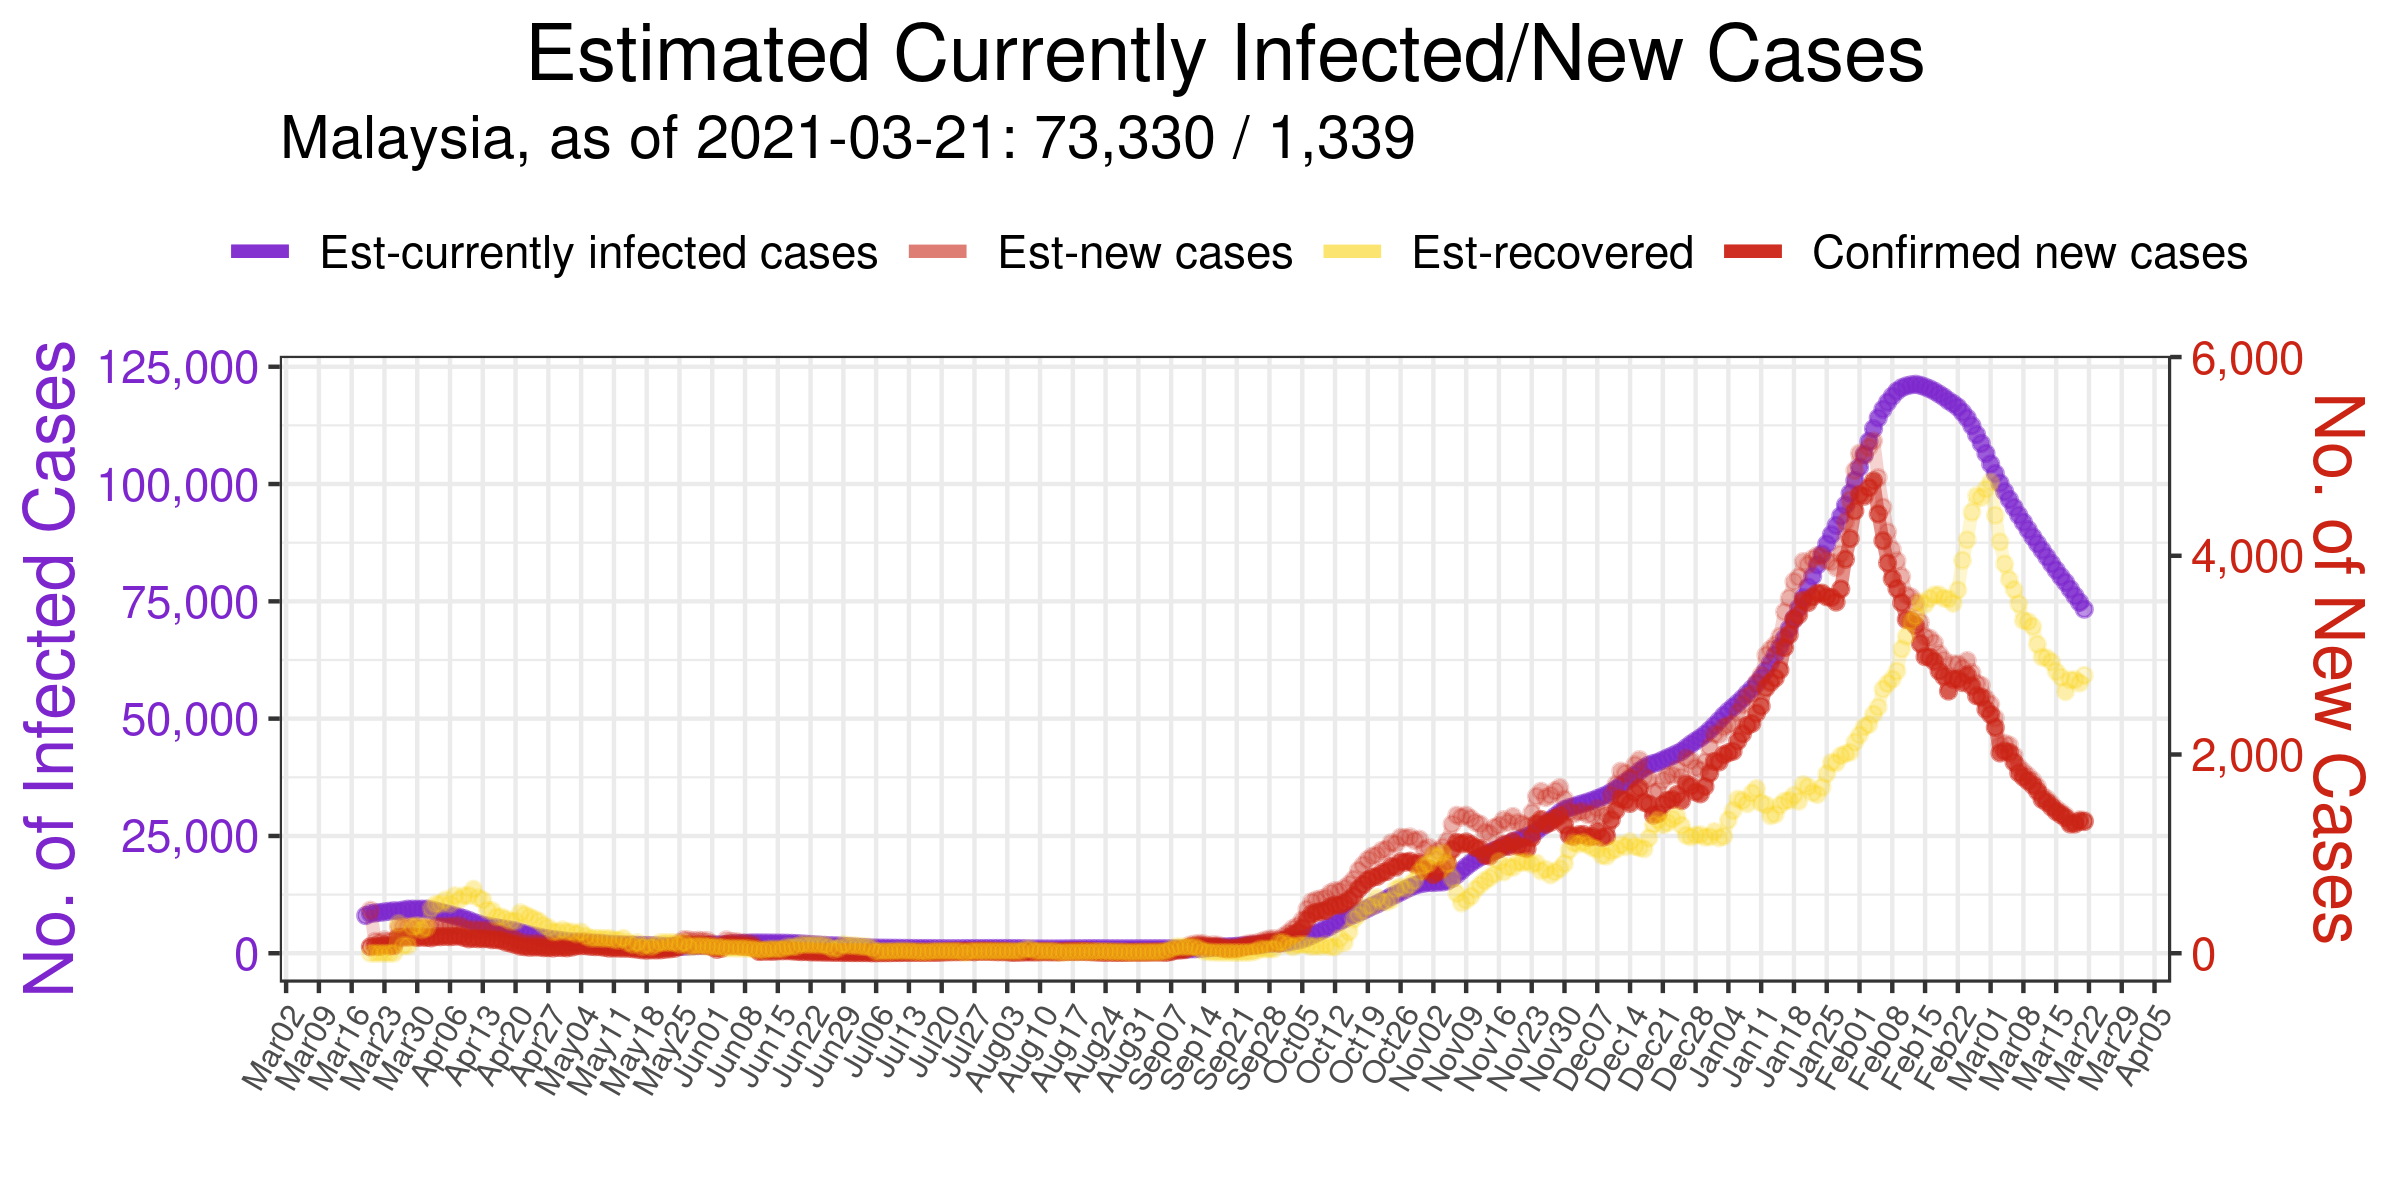 Estimated Currently Infected/New Cases
Malaysia, as of 2021-03-21: 73,330 / 1,339
Est-currently infected cases Est-new cases Est-recovered Confirmed new cases
No. of Infected Cases
125,000
100,000
75,000
50,000
25,000
0
6,000
4,000
2,000
0
No. of New Cases
Mar02 Mar09 Mar16 Mar23 Mar30 Apr06 Apr13 Apr20 Apr27 May04 May11 May18 May25 Jun01 Jun08 Jun15 Jun22 Jun29 Jul06 Jul13 Jul20 Jul27 Aug03 Aug10 Aug17 Aug24 Aug31 Sep07 Sep14 Sep21 Sep28 Oct05 Oct12 Oct19 Oct26 Nov02 Nov09 Nov16 Nov23 Nov30 Dec07 Dec14 Dec21 Dec28 Jan04 Jan11 Jan18 Jan25 Feb01 Feb08 Feb15 Feb22 Mar01 Mar08 Mar15 Mar22 Mar29 Apr05